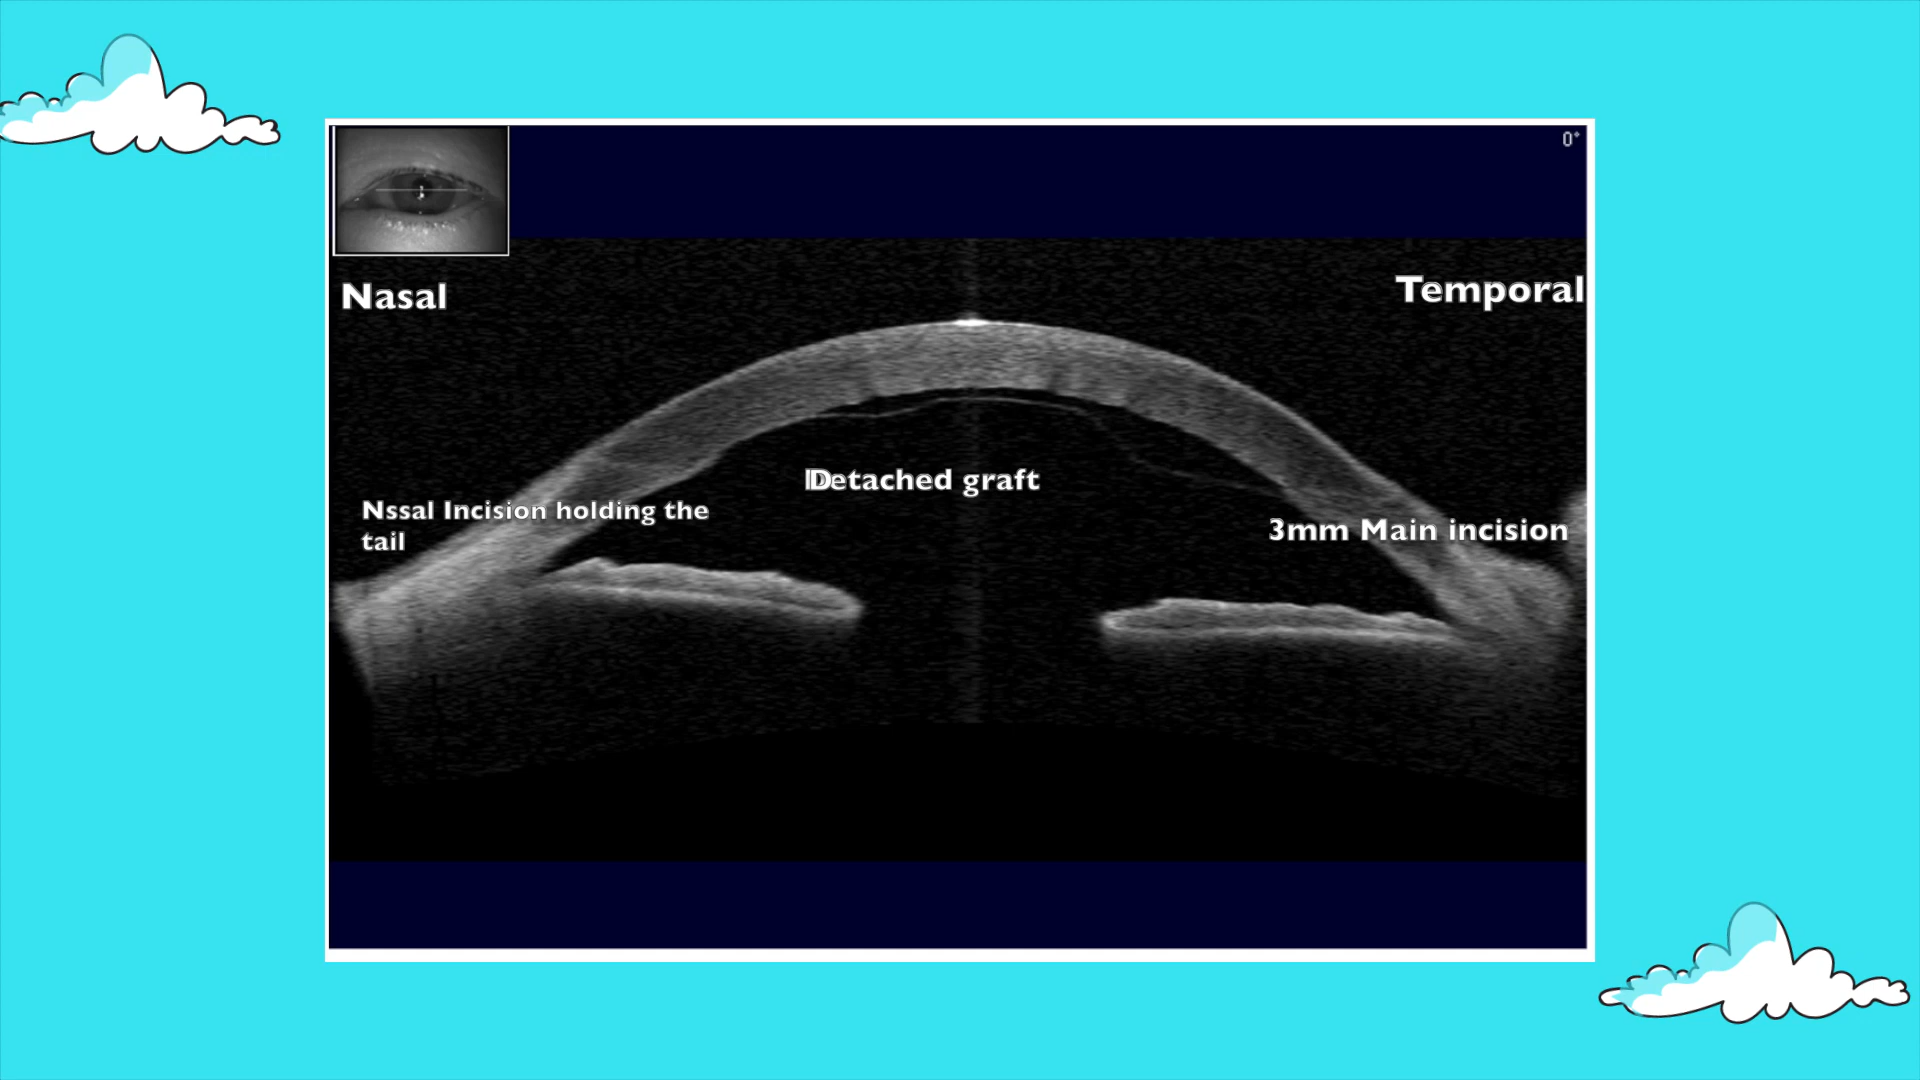 0°
Nasal
Temporal
Detached graft
Nssal Incision holding the
tail
3mm Main incision